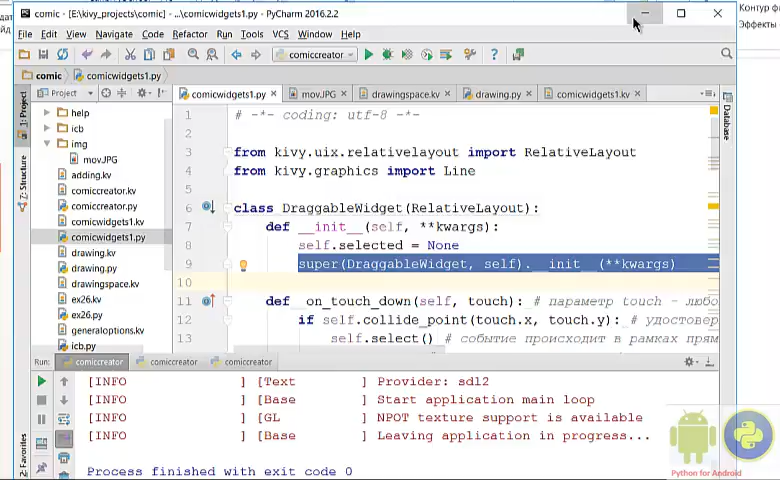 comic - [E:\kivy_projects\comic] - ...\comicwidgets1.py - PyCharm 2016.2.2
Контур ф
Эффекты
File Edit View Navigate Code Refactor Run Tools VCS Window Help
comiccreator
comic comicwidgets1.py
Project
comicwidgets1.py mov.JPG drawingspace.kv drawing.py comicwidgets1.kv
1: Project
Z: Structure
2: Favorites
Database
help
icb
img
mov.JPG
adding.kv
comiccreator.kv
comiccreator.py
comicwidgets1.kv
comicwidgets1.py
drawing.kv
drawing.py
drawingspace.kv
ex26.kv
ex26.py
generaloptions.kv
icb.py
1 # -*- coding: utf-8 -*-
2
3 from kivy.uix.relativelayout import RelativeLayout
4 from kivy.graphics import Line
5
6 class DraggableWidget(RelativeLayout):
7 def __init__(self, **kwargs):
8 self.selected = None
9 super(DraggableWidget, self).__init__(**kwargs)
10
11 def on_touch_down(self, touch): # параметр touch - любо
12 if self.collide_point(touch.x, touch.y): # удостовер
13 self.select() # событие происходит в рамках прям
Run: comiccreator comiccreator comiccreator
[INFO ] [Text ] Provider: sdl2
[INFO ] [Base ] Start application main loop
[INFO ] [GL ] NPOT texture support is available
[INFO ] [Base ] Leaving application in progress...
Process finished with exit code 0
Python for Android